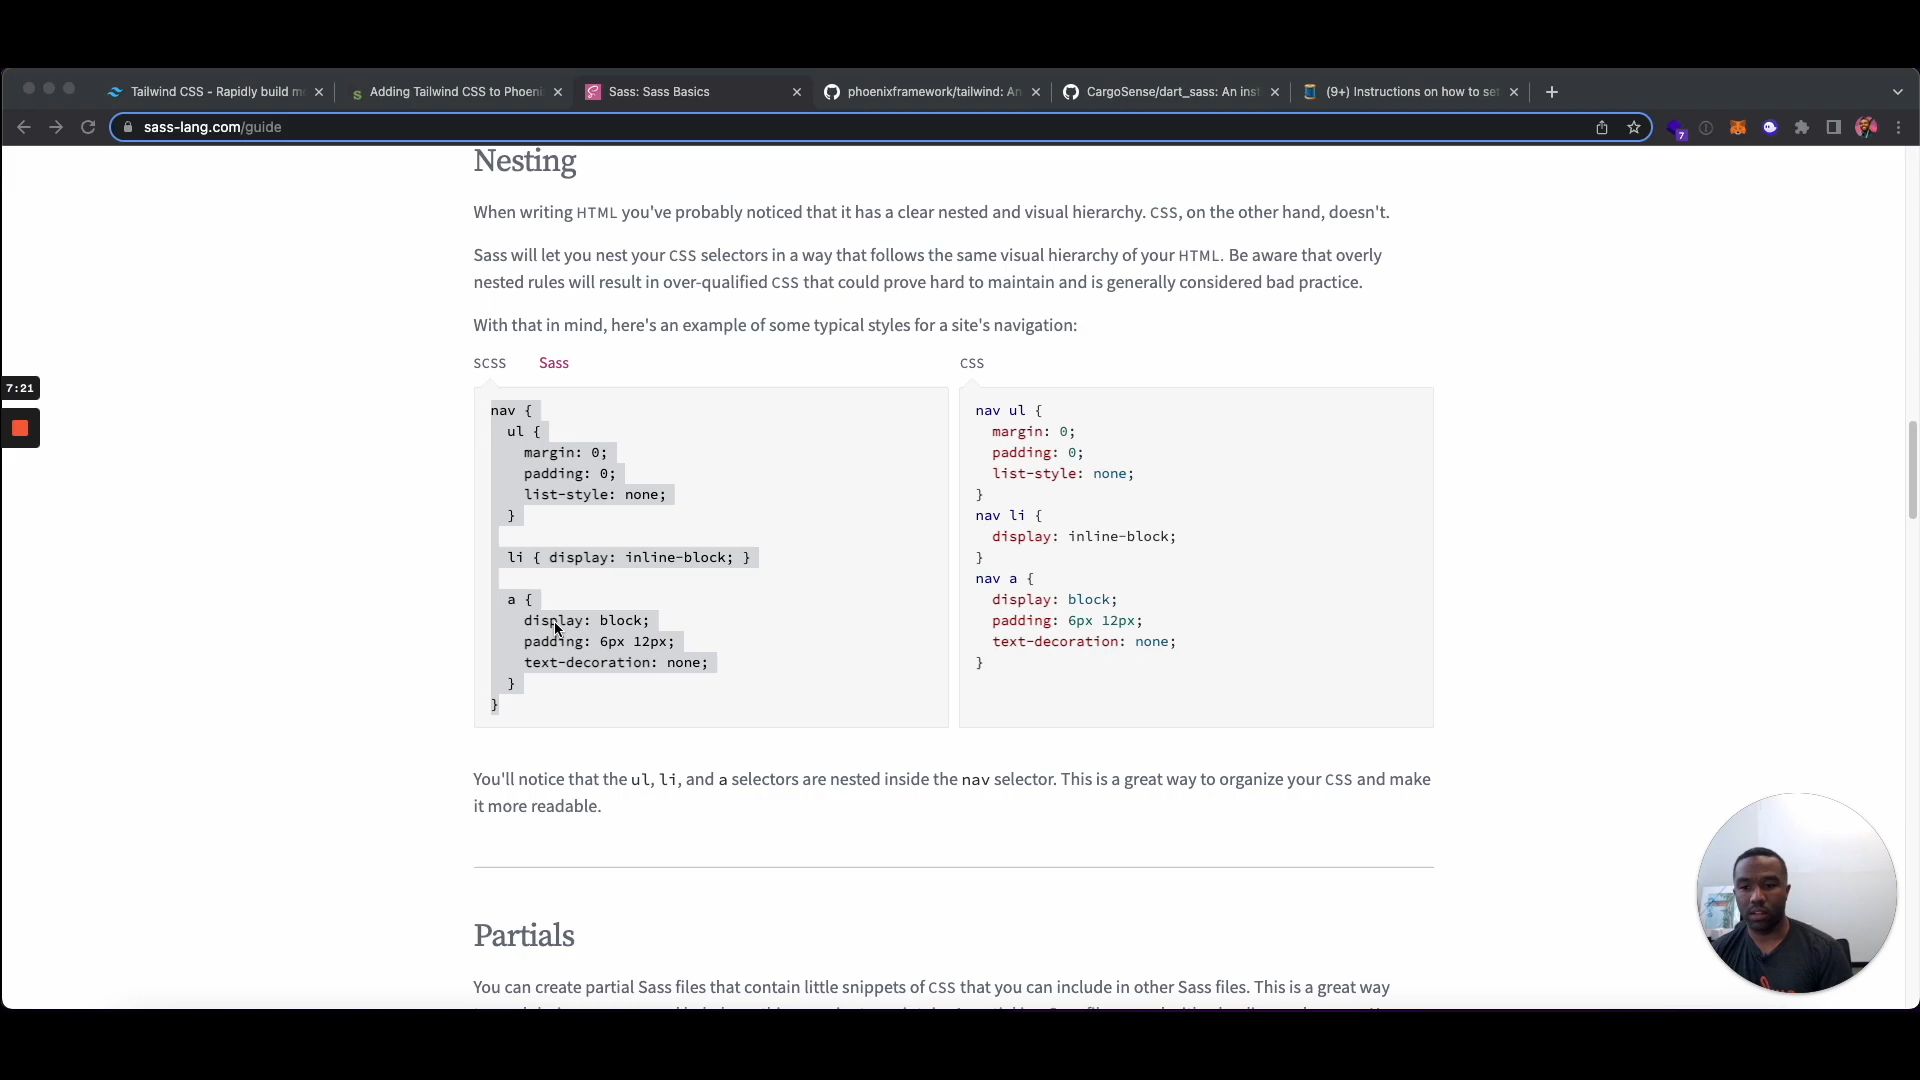 Tailwind CSS - Rapidly build m
Adding Tailwind CSS to Phoeni
Sass: Sass Basics
phoenixframework/tailwind: An
CargoSense/dart_sass: An inst
(9+) Instructions on how to set
sass-lang.com/guide
7
Nesting
When writing HTML you've probably noticed that it has a clear nested and visual hierarchy. CSS, on the other hand, doesn't.
Sass will let you nest your CSS selectors in a way that follows the same visual hierarchy of your HTML. Be aware that overly
nested rules will result in over-qualified CSS that could prove hard to maintain and is generally considered bad practice.
With that in mind, here's an example of some typical styles for a site's navigation:
7:21
SCSS Sass
nav {
ul {
margin: 0;
padding: 0;
list-style: none;
}
li { display: inline-block; }
a {
display: block;
padding: 6px 12px;
text-decoration: none;
}
}
CSS
nav ul {
margin: 0;
padding: 0;
list-style: none;
}
nav li {
display: inline-block;
}
nav a {
display: block;
padding: 6px 12px;
text-decoration: none;
}
You'll notice that the ul, li, and a selectors are nested inside the nav selector. This is a great way to organize your CSS and make
it more readable.
Partials
You can create partial Sass files that contain little snippets of CSS that you can include in other Sass files. This is a great way